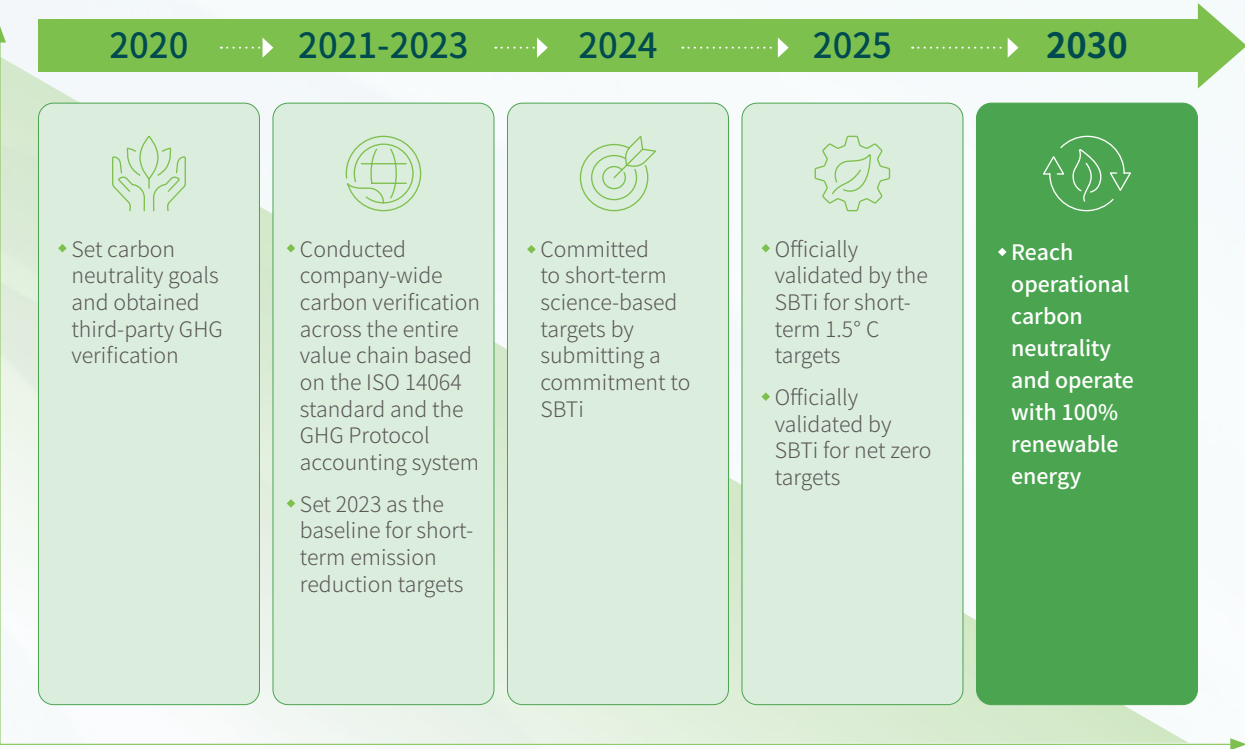 2020
2021-2023
2024
2025
2030
Set carbon
neutrality goals
and obtained
third-party GHG
verification
Conducted
company-wide
carbon verification
across the entire
value chain based
on the ISO 14064
standard and the
GHG Protocol
accounting system
Set 2023 as the
baseline for short-
term emission
reduction targets
Committed
to short-term
science-based
targets by
submitting a
commitment to
SBTi
Officially
validated by the
SBTi for short-
term 1.5° C
targets
Officially
validated by
SBTi for net zero
targets
Reach
operational
carbon
neutrality
and operate
with 100%
renewable
energy